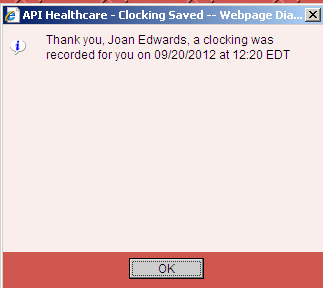 API Healthcare - Clocking Saved -- Webpage Dia...
Thank you, Joan Edwards, a clocking was
recorded for you on 09/20/2012 at 12:20 EDT
OK